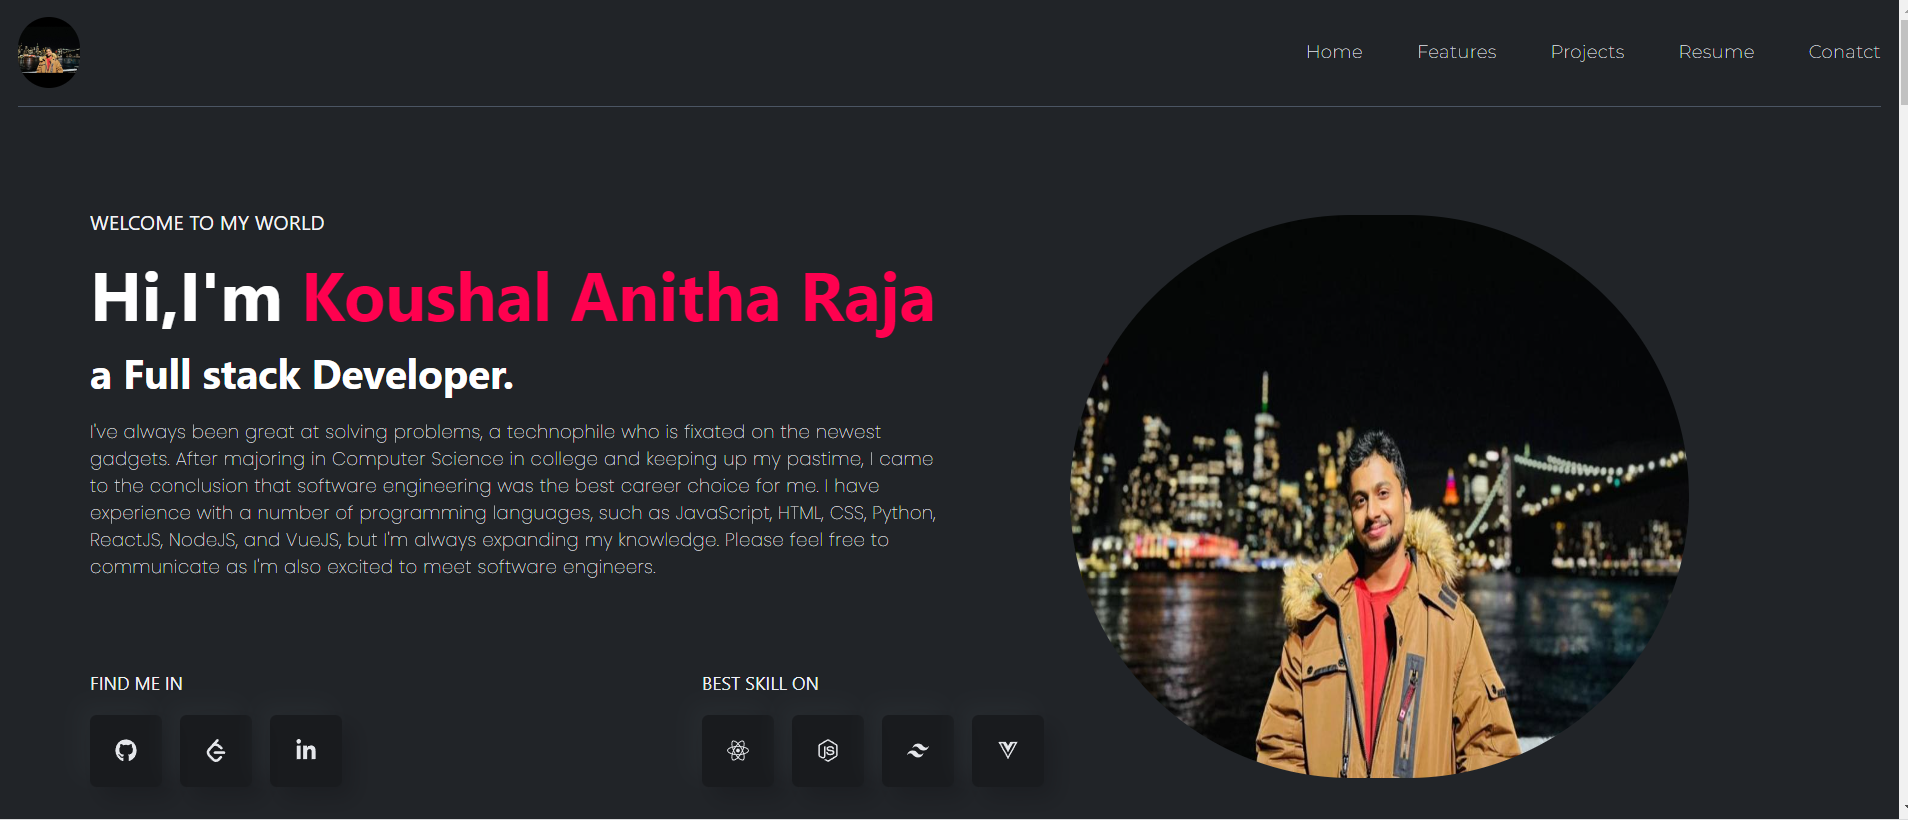 Home Features Projects Resume Conatct
WELCOME TO MY WORLD
Hi,I'm Koushal Anitha Raja
a Full stack Developer.
I've always been great at solving problems, a technophile who is fixated on the newest
gadgets. After majoring in Computer Science in college and keeping up my pastime, I came
to the conclusion that software engineering was the best career choice for me. I have
experience with a number of programming languages, such as JavaScript, HTML, CSS, Python,
ReactJS, NodeJS, and VueJS, but I'm always expanding my knowledge. Please feel free to
communicate as I'm also excited to meet software engineers.
FIND ME IN
BEST SKILL ON
in
JS